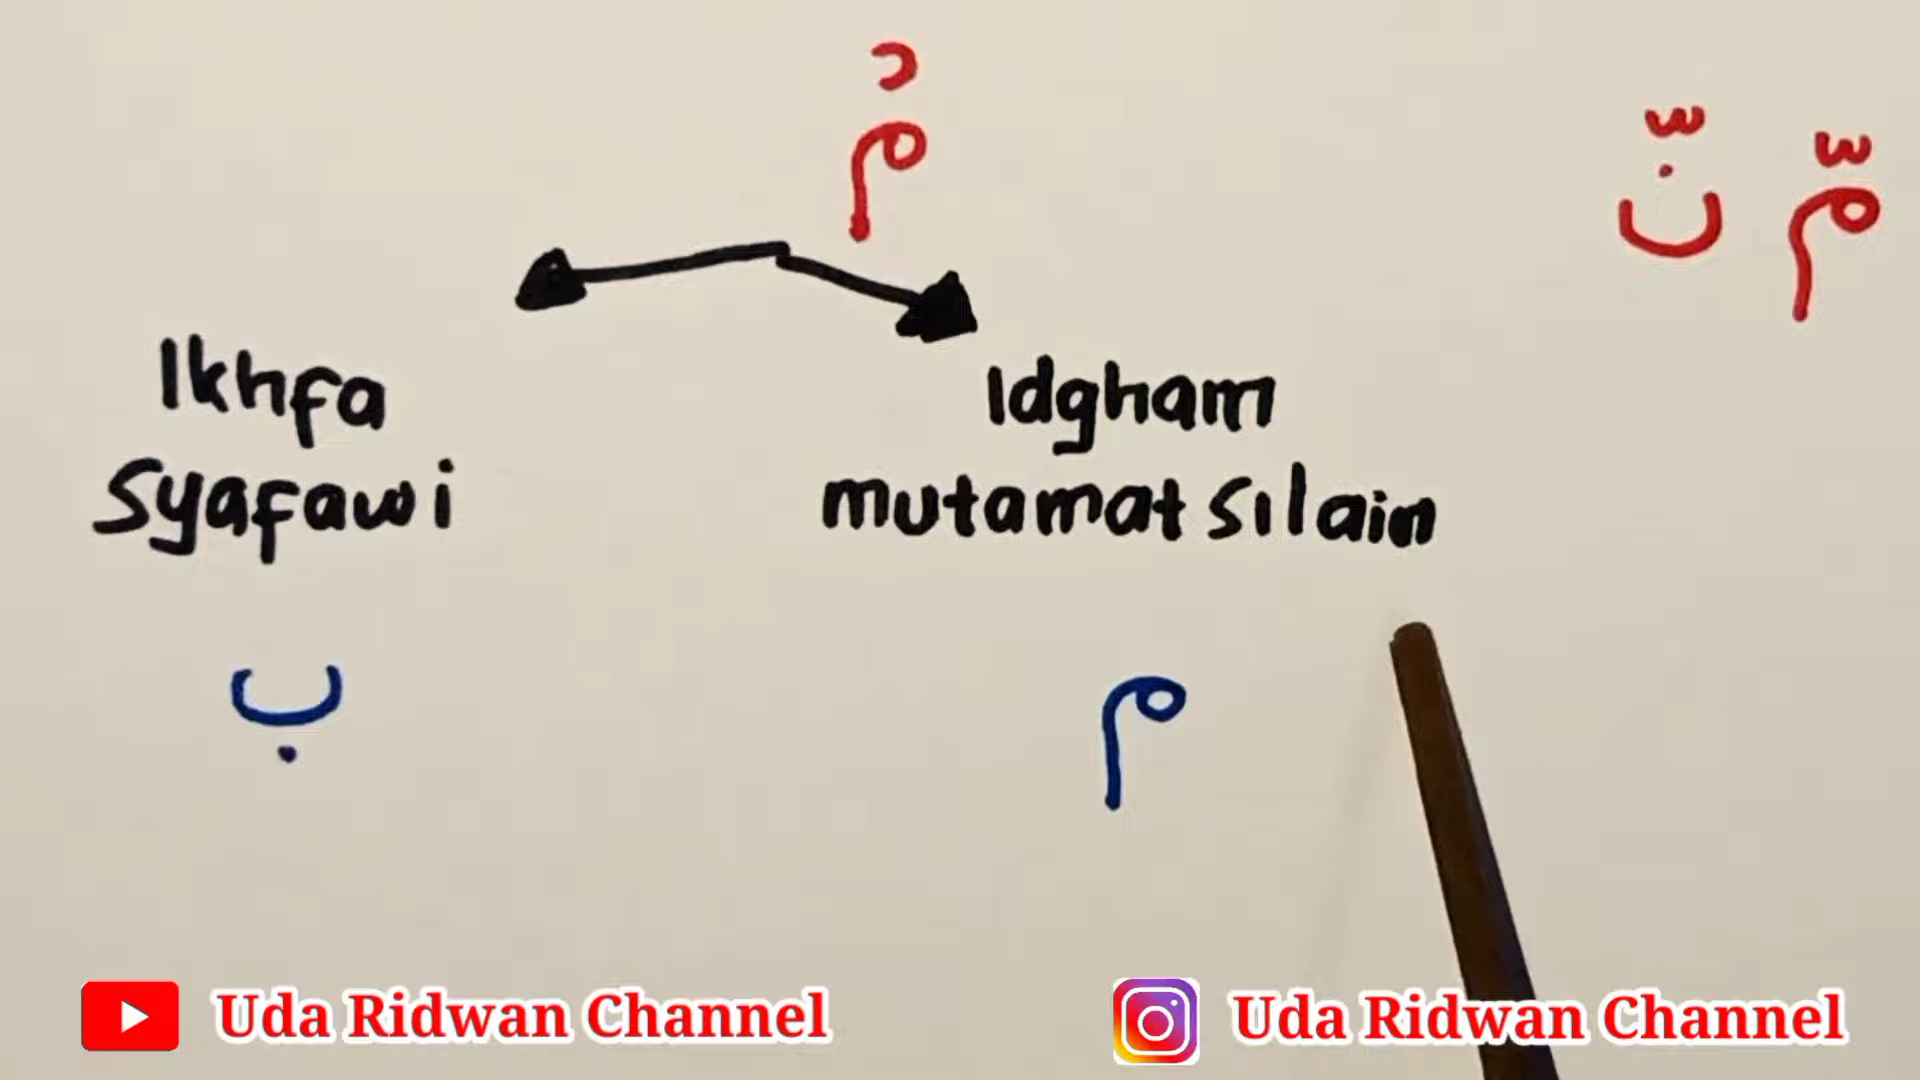 مْ
نّ مّ
Ikhfa
Syafawi
Idgham
mutamatsilain
ب
م
Uda Ridwan Channel
Uda Ridwan Channel